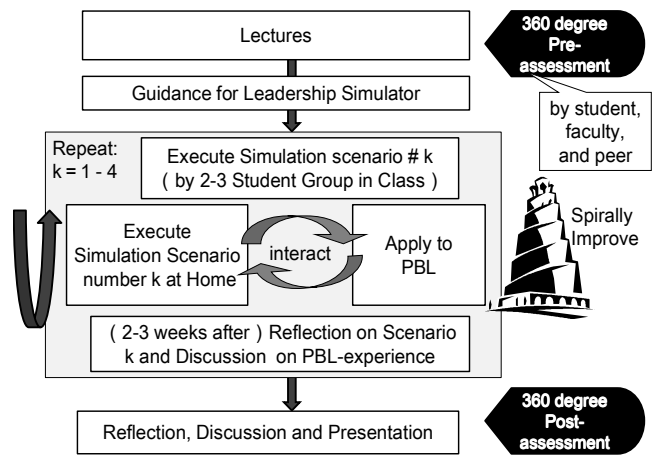 Lectures
360 degree
Pre-
assessment
Guidance for Leadership Simulator
by student,
faculty,
and peer
Repeat:
k = 1 - 4
Execute Simulation scenario # k
( by 2-3 Student Group in Class )
Execute
Simulation Scenario
number k at Home
interact
Apply to
PBL
Spirally
Improve
( 2-3 weeks after ) Reflection on Scenario
k and Discussion on PBL-experience
Reflection, Discussion and Presentation
360 degree
Post-
assessment